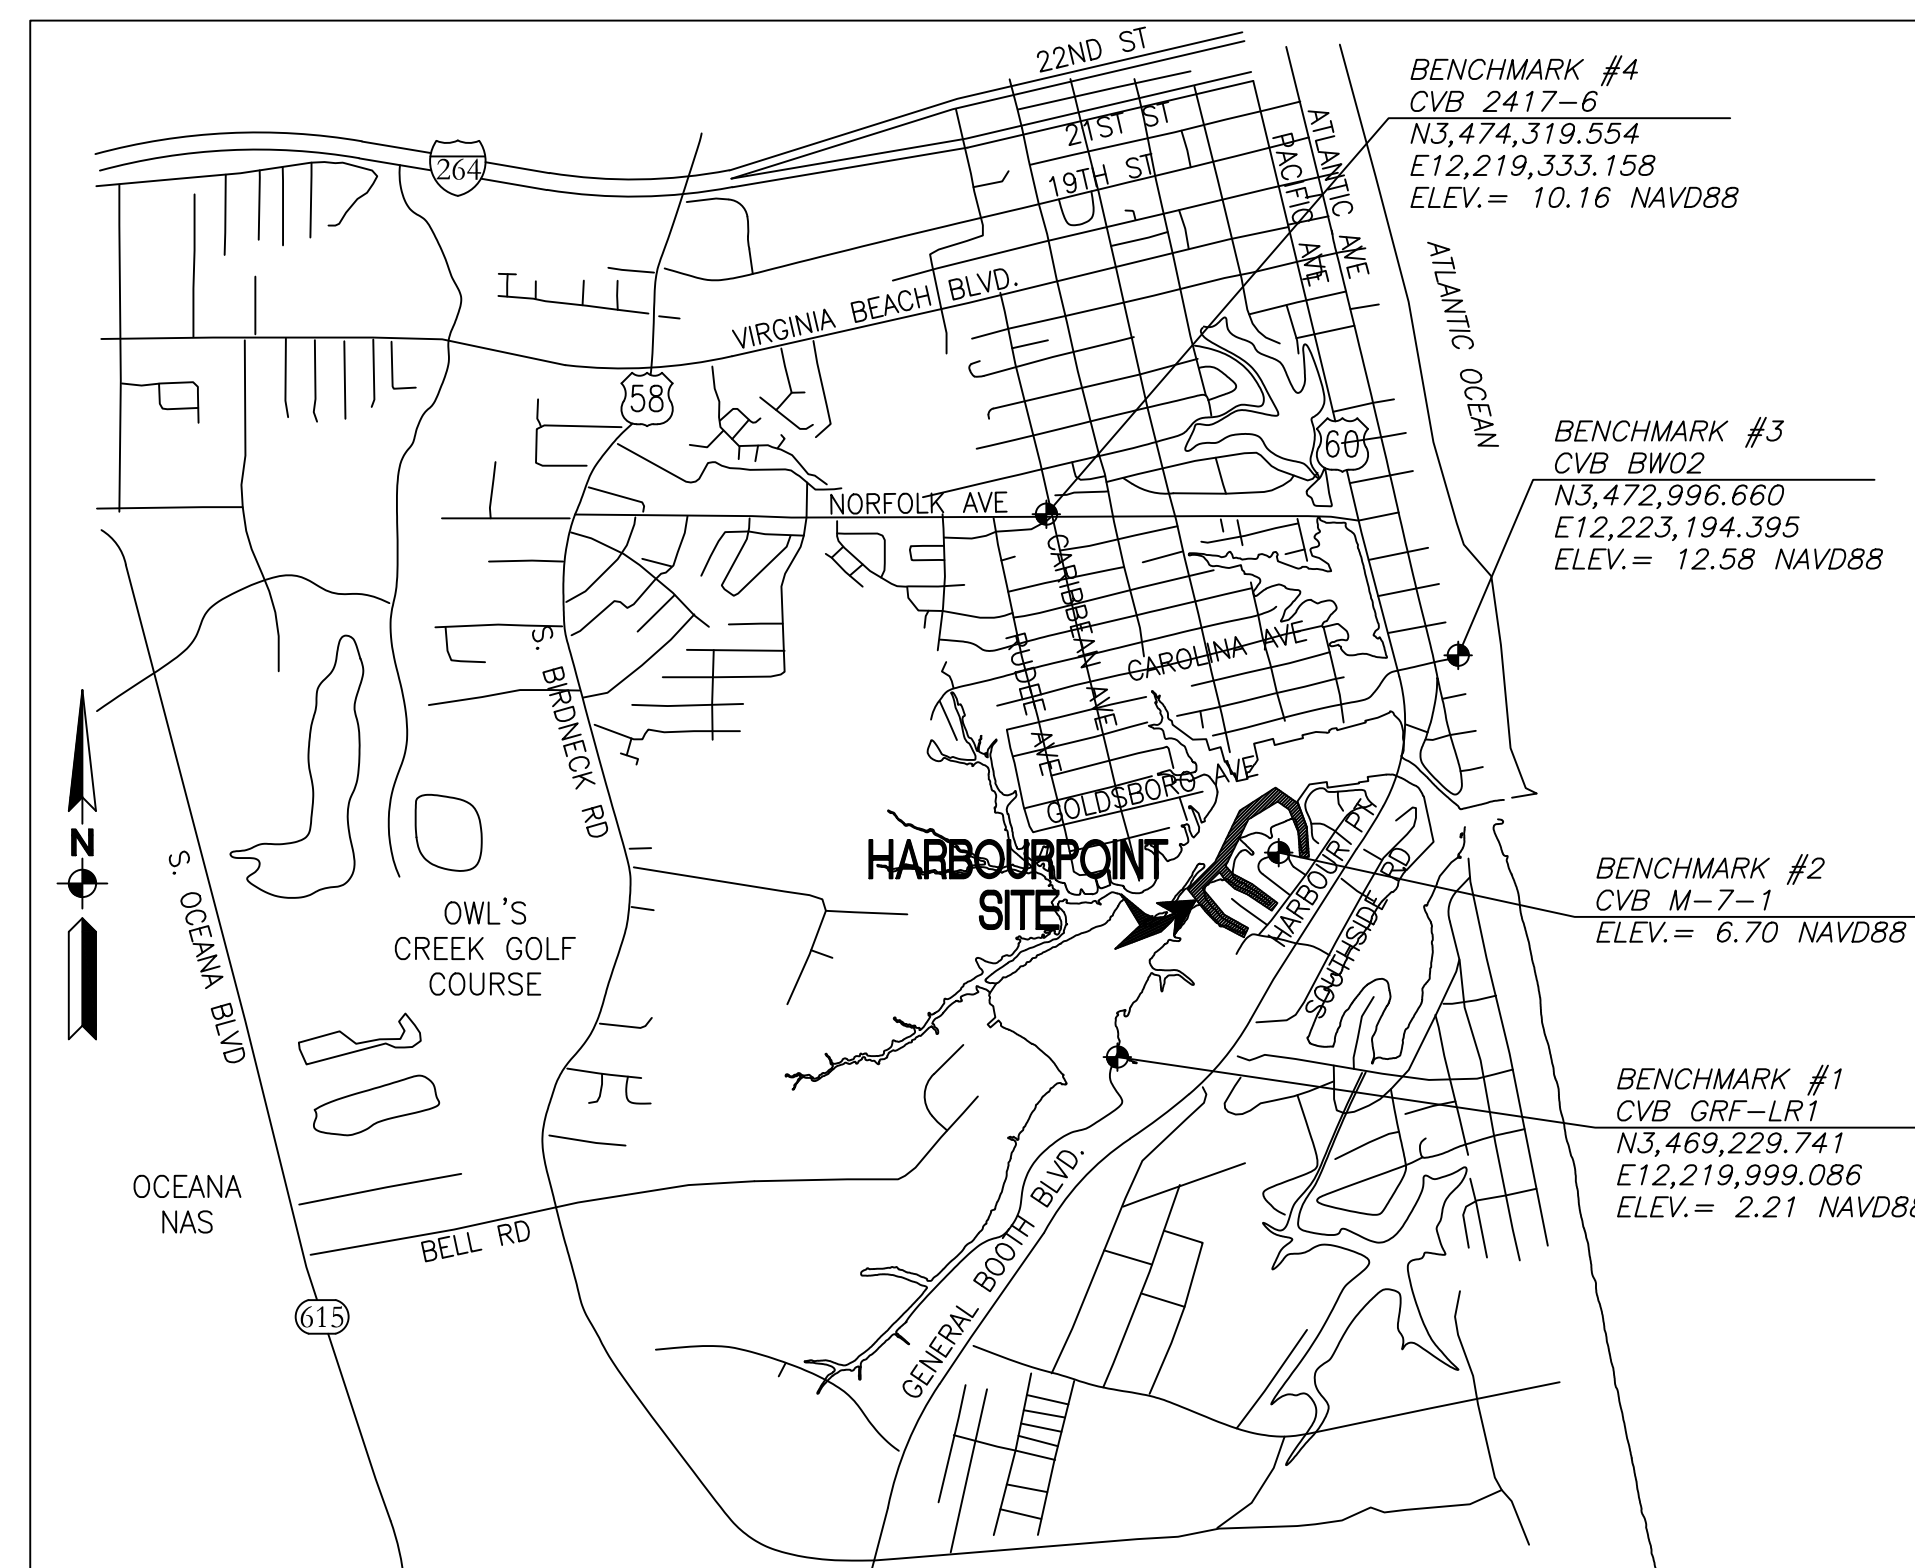 22ND ST
21ST ST
19TH ST
ATLANTIC AVE
PACIFIC AVE
ATLANTIC OCEAN
BENCHMARK #4
CVB 2417-6
N3,474,319.554
E12,219,333.158
ELEV.= 10.16 NAVD88
264
VIRGINIA BEACH BLVD.
58
60
BENCHMARK #3
CVB BW02
N3,472,996.660
E12,223,194.395
ELEV.= 12.58 NAVD88
NORFOLK AVE
CARIBBEAN AVE
RUDEE AVE
CAROLINA AVE
S. BIRDNECK RD
GOLDSBORO AVE
N
HARBOURPOINT
SITE
HARBOUR PT
SOUTHSIDE RD
BENCHMARK #2
CVB M-7-1
ELEV.= 6.70 NAVD88
S. OCEANA BLVD
OWL'S
CREEK GOLF
COURSE
BENCHMARK #1
CVB GRF-LR1
N3,469,229.741
E12,219,999.086
ELEV.= 2.21 NAVD88
OCEANA
NAS
BELL RD
GENERAL BOOTH BLVD.
615